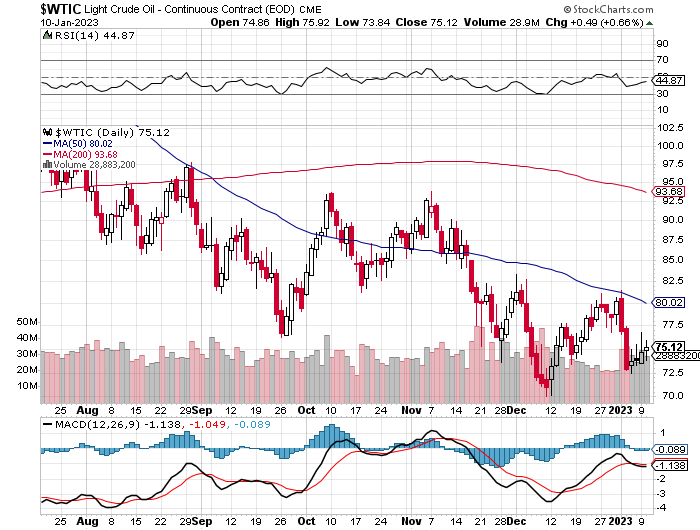 $WTIC Light Crude Oil - Continuous Contract (EOD) CME
© StockCharts.com
10-Jan-2023
Open 74.86 High 75.92 Low 73.84 Close 75.12 Volume 28.9M Chg +0.49 (+0.66%)
RSI(14) 44.87
90
70
50
44.87
30
10
$WTIC (Daily) 75.12
MA(50) 80.02
MA(200) 93.68
Volume 28,883,200
102.5
100.0
97.5
95.0
93.68
92.5
90.0
87.5
85.0
82.5
80.02
77.5
75.12
28883200
72.5
70.0
50M
40M
30M
20M
10M
25 Aug 8 15 22 29 Sep 12 19 26 Oct 10 17 24 Nov 7 14 21 28 Dec 12 19 27 2023 9
MACD(12,26,9) -1.138, -1.049, -0.089
1
-0.089
-1.138
-2
-3
-4
25 Aug 8 15 22 29 Sep 12 19 26 Oct 10 17 24 Nov 7 14 21 28 Dec 12 19 27 2023 9